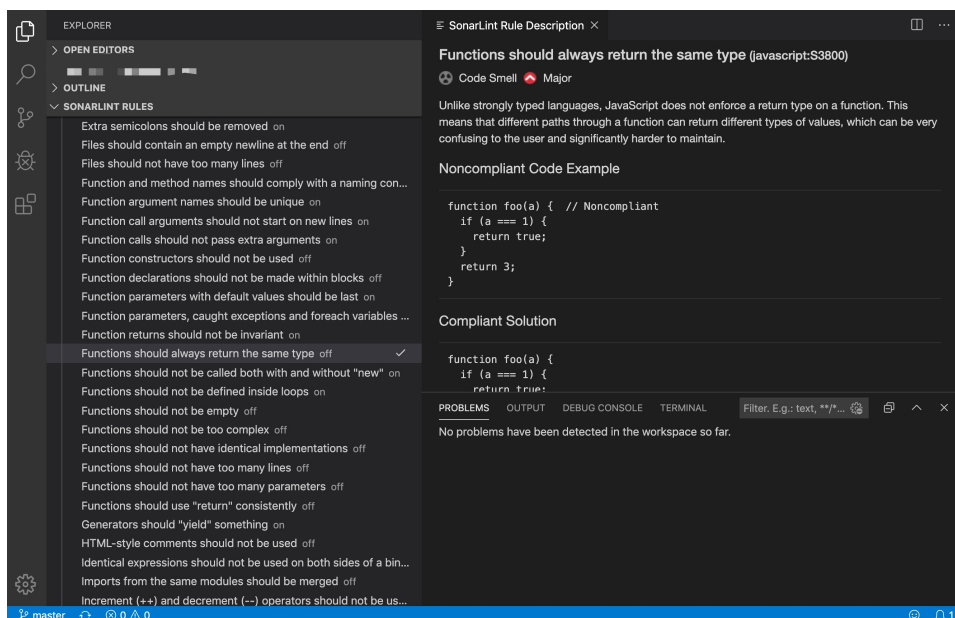 EXPLORER
OPEN EDITORS
OUTLINE
SONARLINT RULES
Extra semicolons should be removed on
Files should contain an empty newline at the end off
Files should not have too many lines off
Function and method names should comply with a naming con...
Function argument names should be unique on
Function call arguments should not start on new lines on
Function calls should not pass extra arguments on
Function constructors should not be used off
Function declarations should not be made within blocks off
Function parameters with default values should be last on
Function parameters, caught exceptions and foreach variables ...
Function returns should not be invariant on
Functions should always return the same type off
Functions should not be called both with and without "new" on
Functions should not be defined inside loops on
Functions should not be empty off
Functions should not be too complex off
Functions should not have identical implementations off
Functions should not have too many lines off
Functions should not have too many parameters off
Functions should use "return" consistently off
Generators should "yield" something on
HTML-style comments should not be used off
Identical expressions should not be used on both sides of a bin...
Imports from the same modules should be merged off
Increment (++) and decrement (--) operators should not be us...
SonarLint Rule Description
Functions should always return the same type (javascript:S3800)
Code Smell Major
Unlike strongly typed languages, JavaScript does not enforce a return type on a function. This
means that different paths through a function can return different types of values, which can be very
confusing to the user and significantly harder to maintain.
Noncompliant Code Example
function foo(a) {  // Noncompliant
if (a === 1) {
return true;
}
return 3;
}
Compliant Solution
function foo(a) {
if (a === 1) {
return true;
PROBLEMS OUTPUT DEBUG CONSOLE TERMINAL Filter. E.g.: text, **/*...
No problems have been detected in the workspace so far.
master 0 0 1